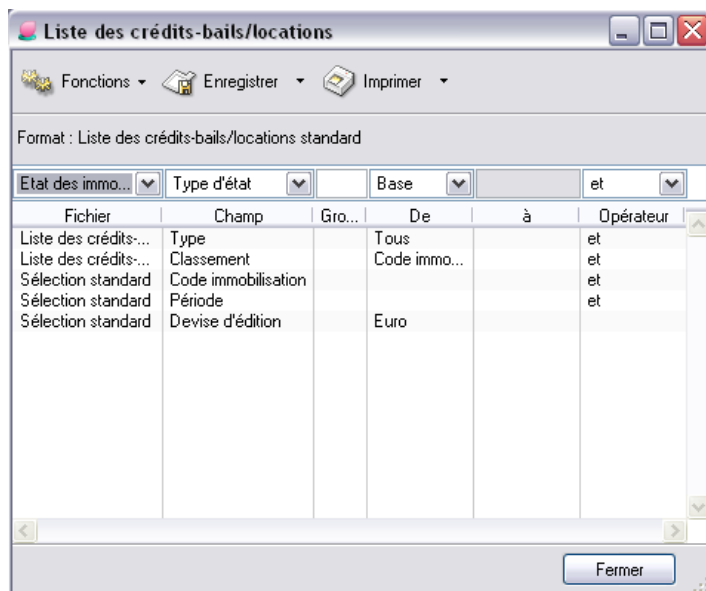 Liste des crédits-bails/locations
Fonctions Enregistrer Imprimer
Format : Liste des crédits-bails/locations standard
Etat des immo... Type d'état Base et
Fichier Champ Gro... De à Opérateur
Liste des crédits-... Type Tous et
Liste des crédits-... Classement Code immo... et
Sélection standard Code immobilisation et
Sélection standard Période et
Sélection standard Devise d'édition Euro
Fermer